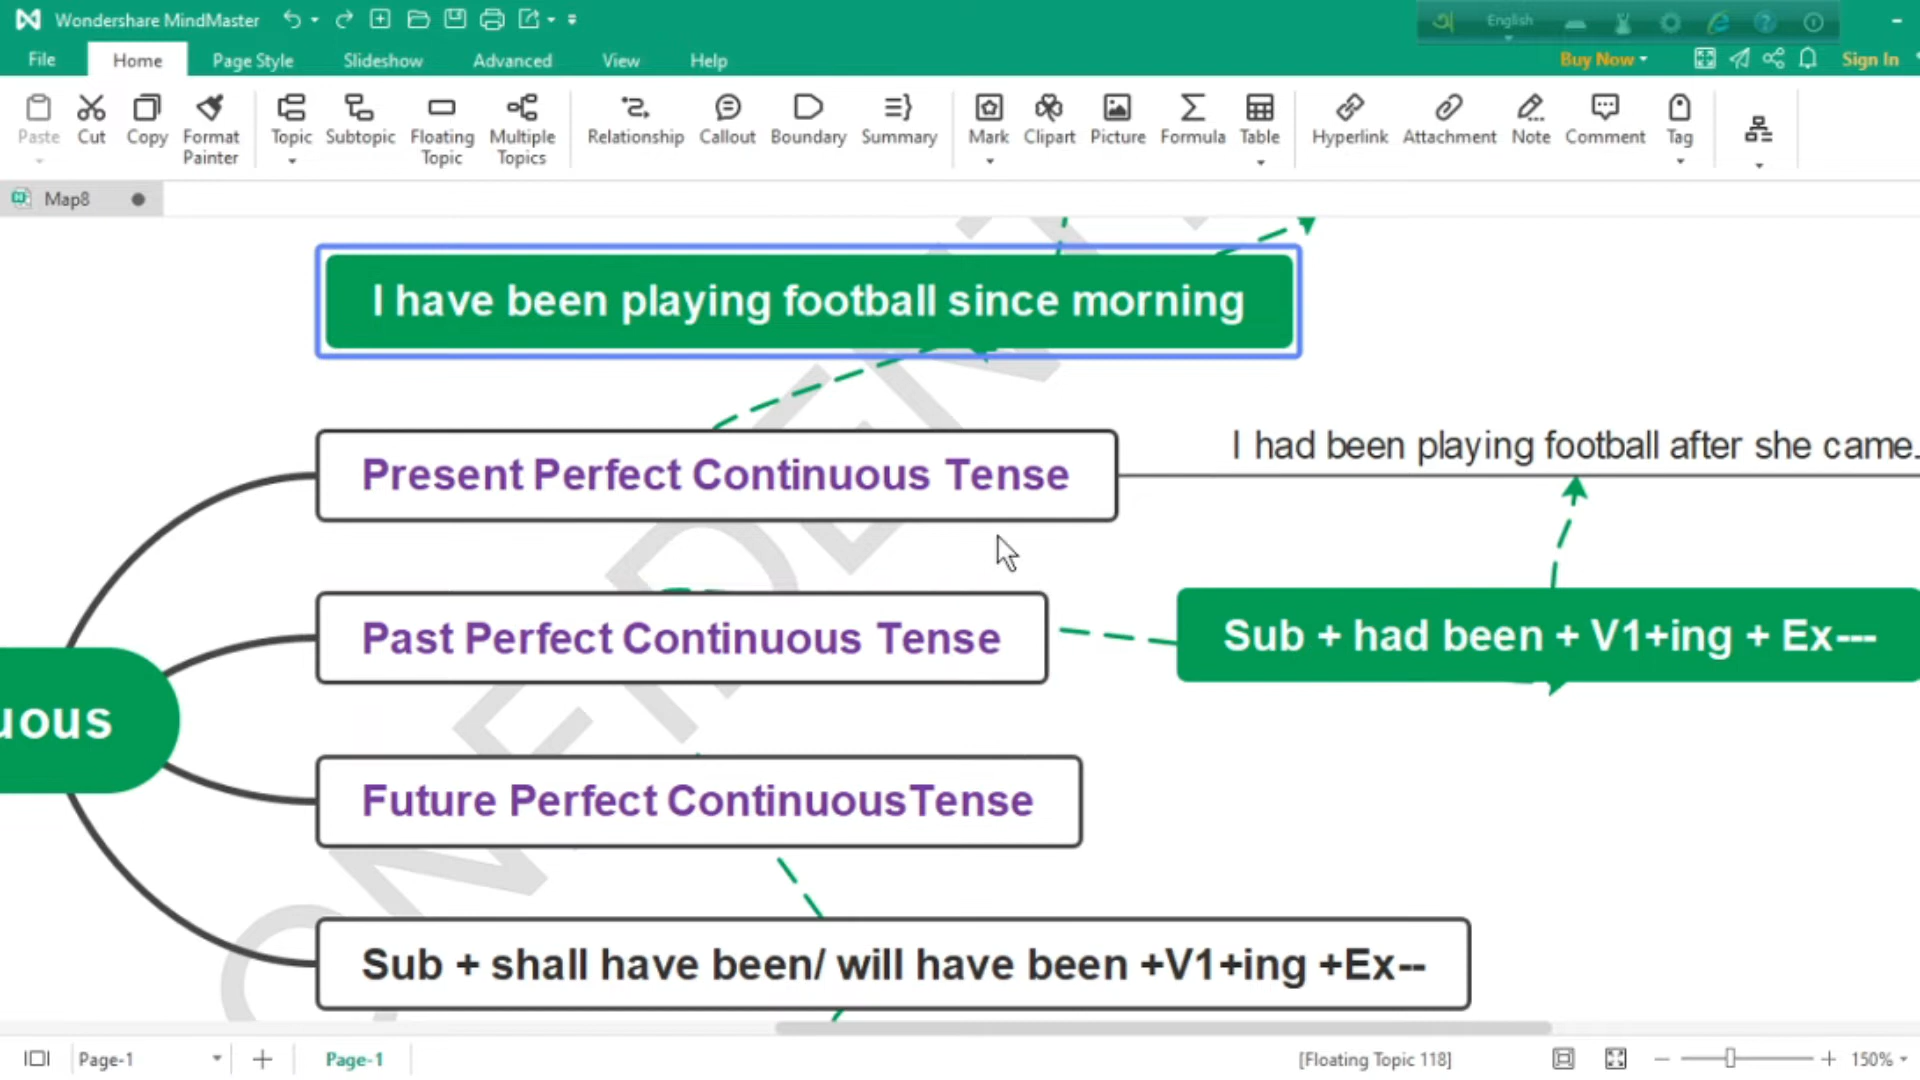 Wondershare MindMaster
English
File Home Page Style Slideshow Advanced View Help
Buy Now Sign In
Paste Cut Copy Format Painter Topic Subtopic Floating Topic Multiple Topics Relationship Callout Boundary Summary Mark Clipart Picture Formula Table Hyperlink Attachment Note Comment Tag
Map8
I have been playing football since morning
I had been playing football after she came.
Present Perfect Continuous Tense
Past Perfect Continuous Tense
Sub + had been + V1+ing + Ex---
uous
Future Perfect ContinuousTense
Sub + shall have been/ will have been +V1+ing +Ex--
Page-1
Page-1
[Floating Topic 118]
150%